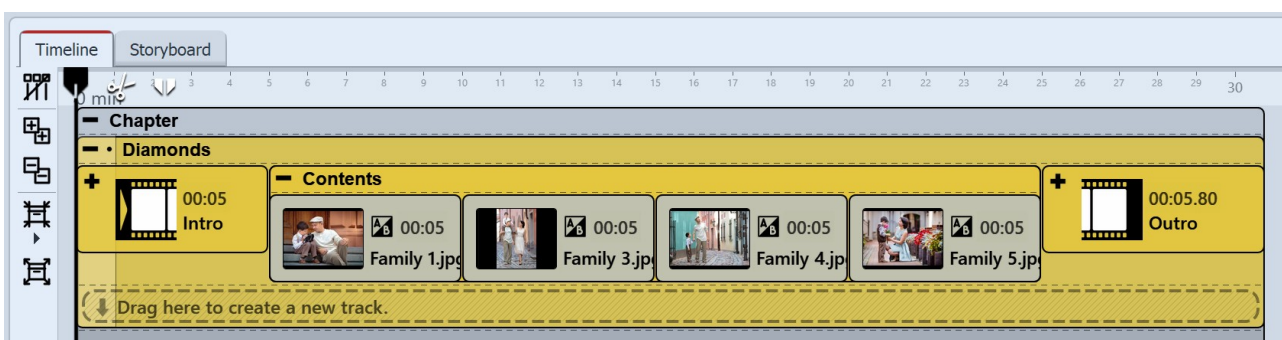 Timeline Storyboard
0 min 3 4 5 6 7 8 9 10 11 12 13 14 15 16 17 18 19 20 21 22 23 24 25 26 27 28 29 30
Chapter
Diamonds
00:05
Intro
Contents
A/B 00:05
Family 1.jpg
A/B 00:05
Family 3.jp
A/B 00:05
Family 4.jp
A/B 00:05
Family 5.jp
00:05.80
Outro
Drag here to create a new track.